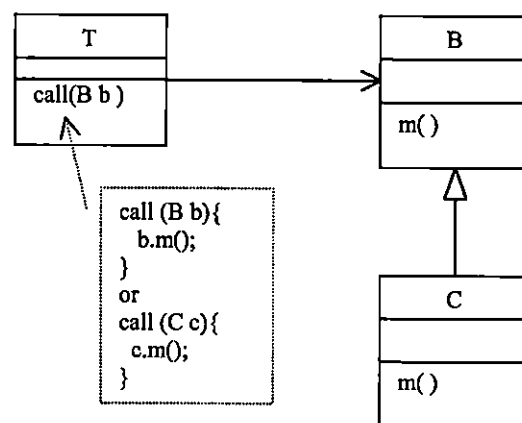 T
call(B b )
B
m( )
call (B b){
b.m();
}
or
call (C c){
c.m();
}
C
m( )